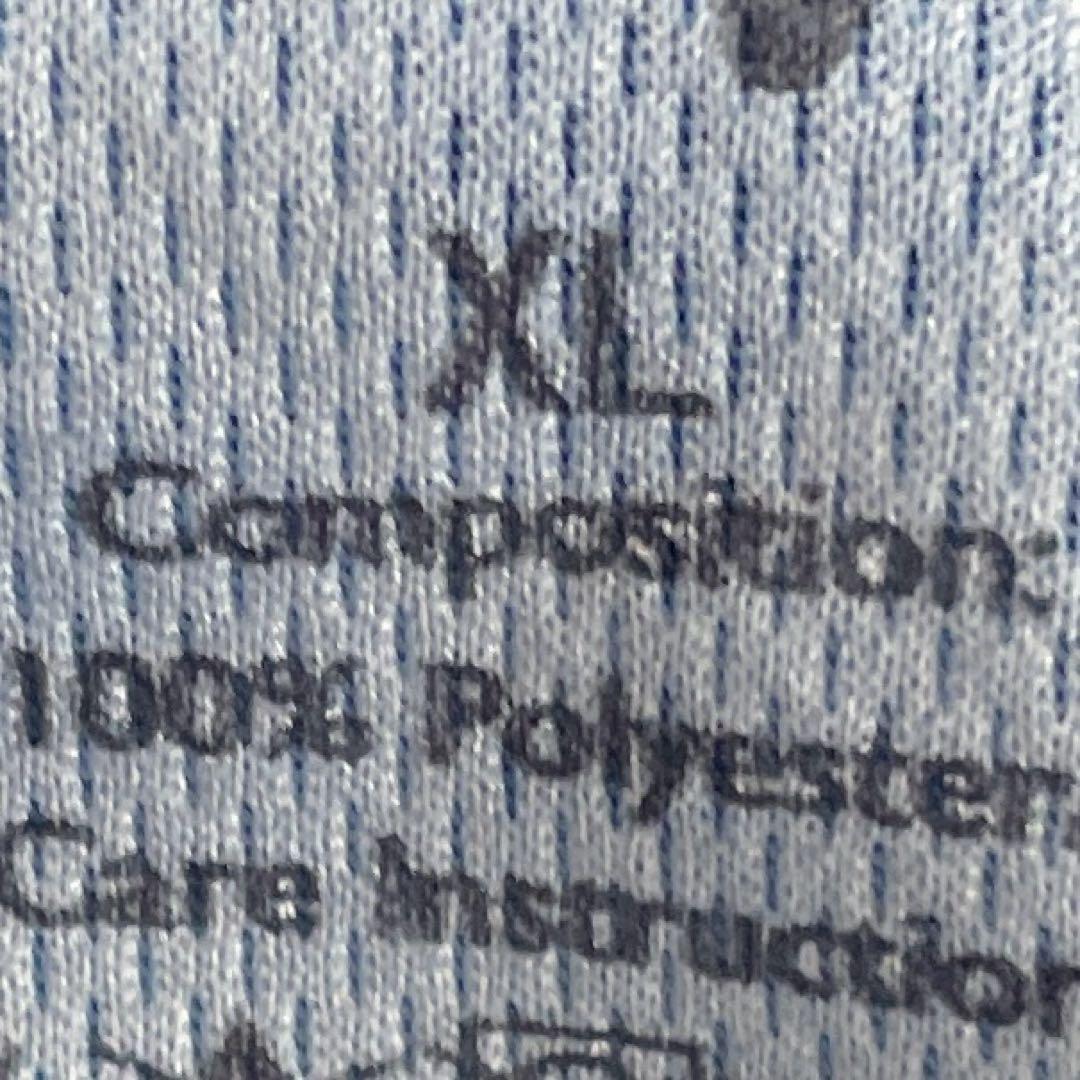 XL
Composition:
100% Polyester
Care Instruction